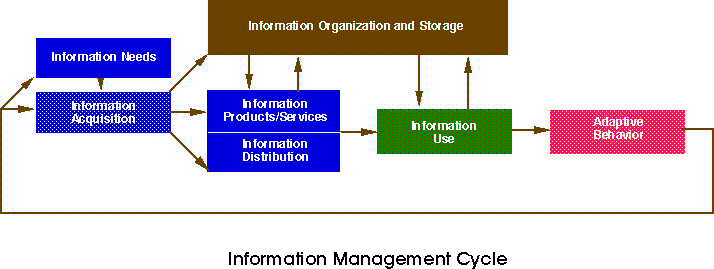 Information Organization and Storage
Information Needs
Information
Acquisition
Information
Products/Services
Information
Distribution
Information
Use
Adaptive
Behavior
Information Management Cycle